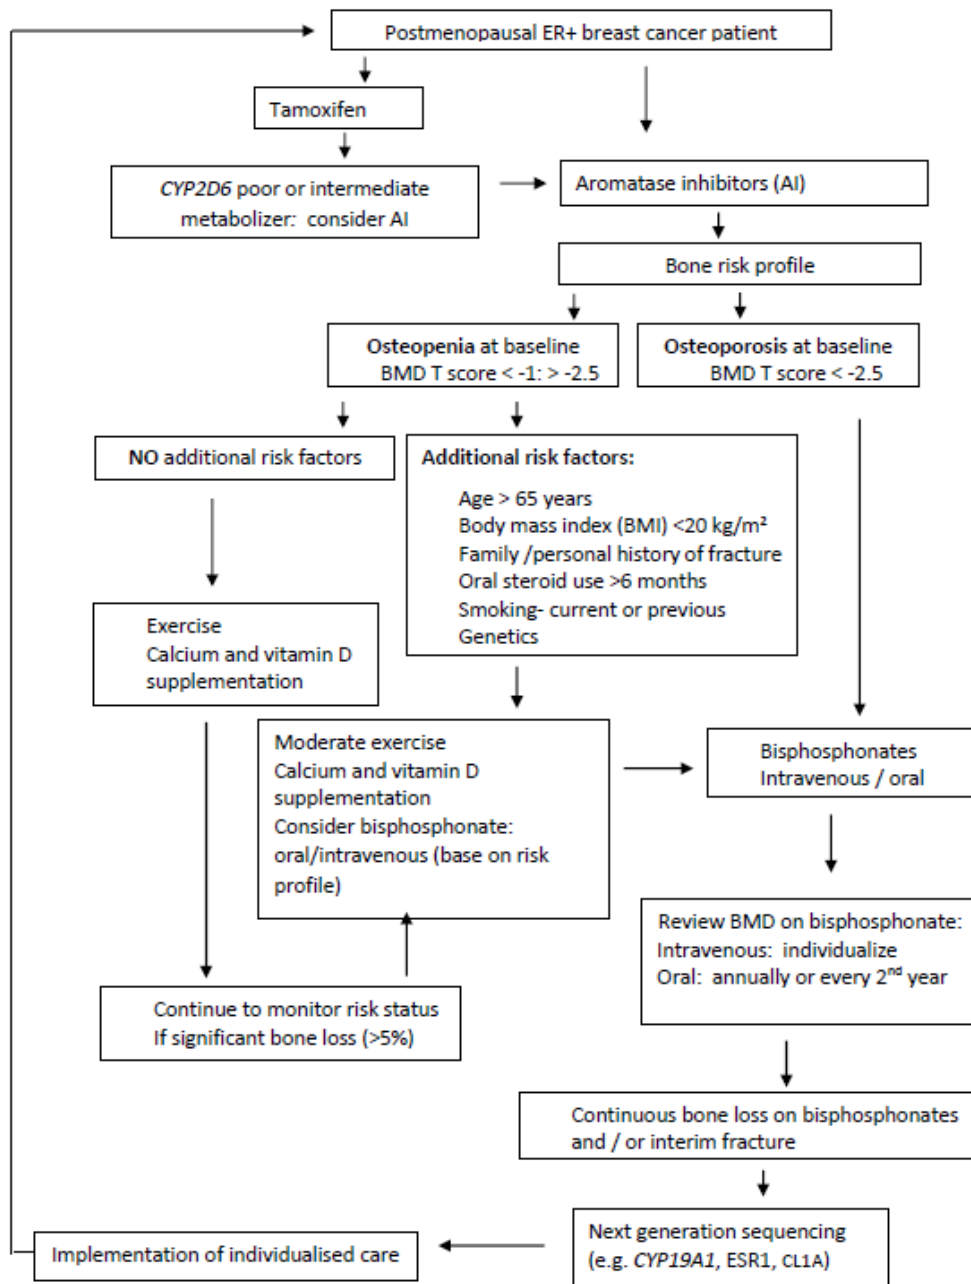 Postmenopausal ER+ breast cancer patient
Tamoxifen
CYP2D6 poor or intermediate
metabolizer: consider AI
Aromatase inhibitors (AI)
Bone risk profile
Osteopenia at baseline
BMD T score < -1: > -2.5
Osteoporosis at baseline
BMD T score < -2.5
NO additional risk factors
Additional risk factors:
Age > 65 years
Body mass index (BMI) <20 kg/m²
Family /personal history of fracture
Oral steroid use >6 months
Smoking- current or previous
Genetics
Exercise
Calcium and vitamin D
supplementation
Moderate exercise
Calcium and vitamin D
supplementation
Consider bisphosphonate:
oral/intravenous (base on risk
profile)
Bisphosphonates
Intravenous / oral
Review BMD on bisphosphonate:
Intravenous: individualize
Oral: annually or every 2nd year
Continue to monitor risk status
If significant bone loss (>5%)
Continuous bone loss on bisphosphonates
and / or interim fracture
Next generation sequencing
(e.g. CYP19A1, ESR1, CL1A)
Implementation of individualised care